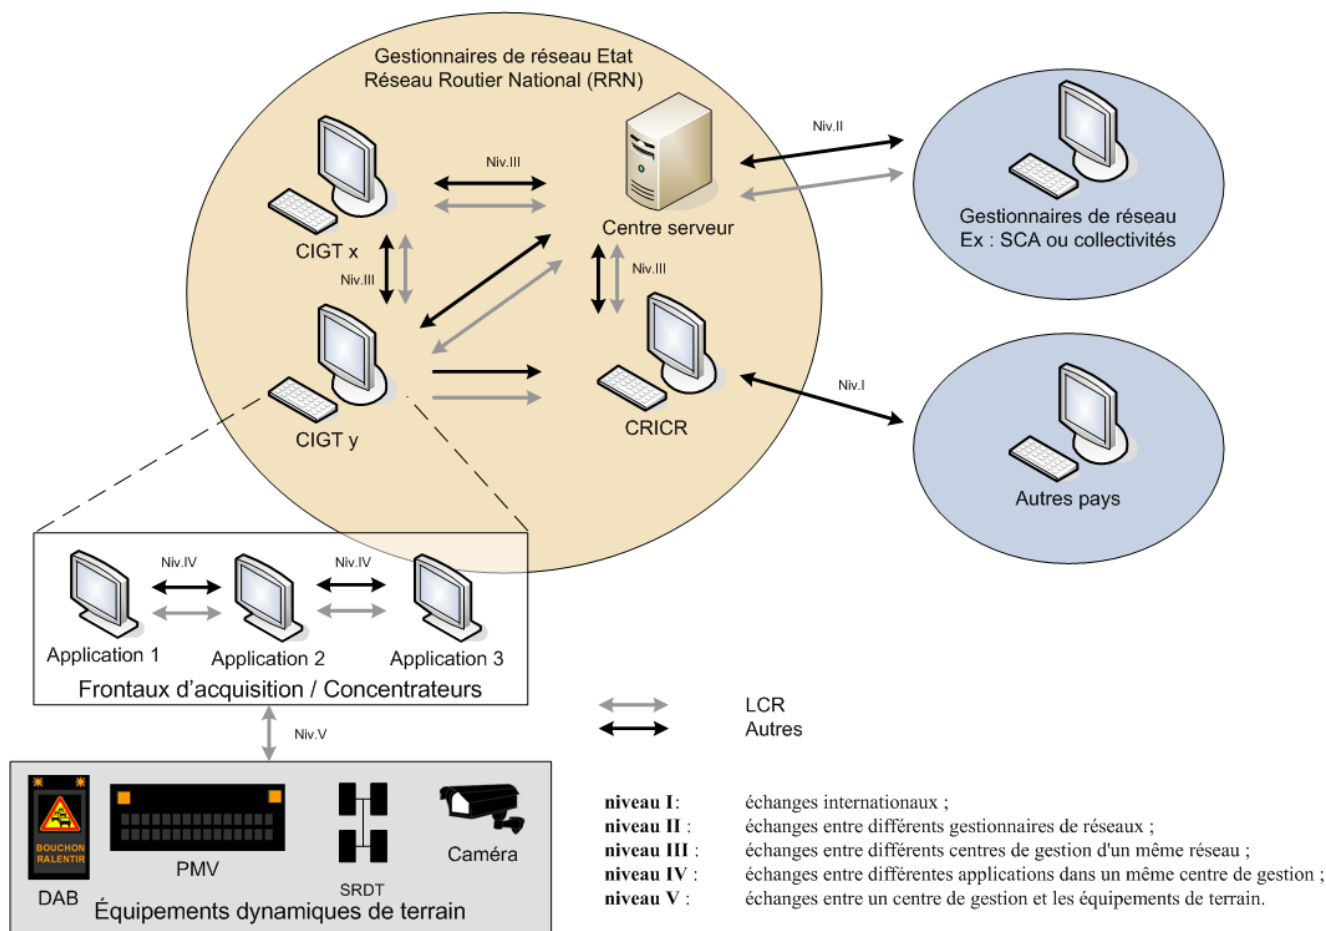 Gestionnaires de réseau Etat
Réseau Routier National (RRN)
Niv.II
Niv.III
Centre serveur
CIGT x
Niv.III
Niv.III
Gestionnaires de réseau
Ex : SCA ou collectivités
Niv.I
CIGT y
CRICR
Autres pays
Niv.IV
Niv.IV
Application 1
Application 2
Application 3
Frontaux d'acquisition / Concentrateurs
Niv.V
LCR
Autres
BOUCHON
RALENTIR
DAB
PMV
SRDT
Caméra
Équipements dynamiques de terrain
niveau I : échanges internationaux ;
niveau II : échanges entre différents gestionnaires de réseaux ;
niveau III : échanges entre différents centres de gestion d'un même réseau ;
niveau IV : échanges entre différentes applications dans un même centre de gestion ;
niveau V : échanges entre un centre de gestion et les équipements de terrain.